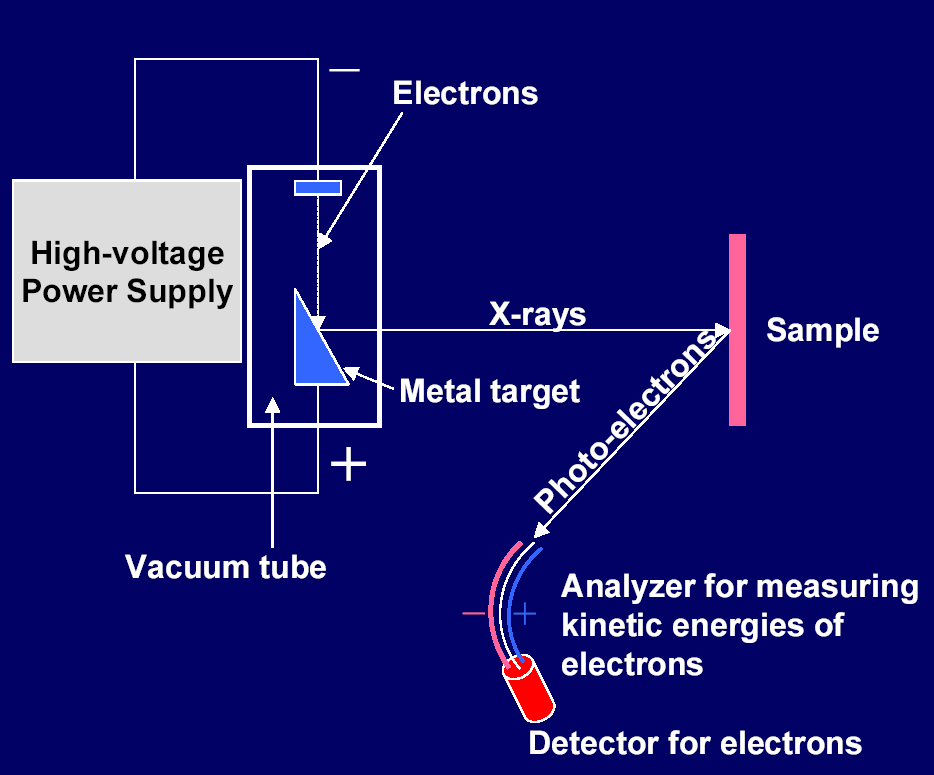 −
Electrons
High-voltage
Power Supply
X-rays
Sample
Metal target
Photo-electrons
+
Vacuum tube
Analyzer for measuring
kinetic energies of
electrons
− +
Detector for electrons